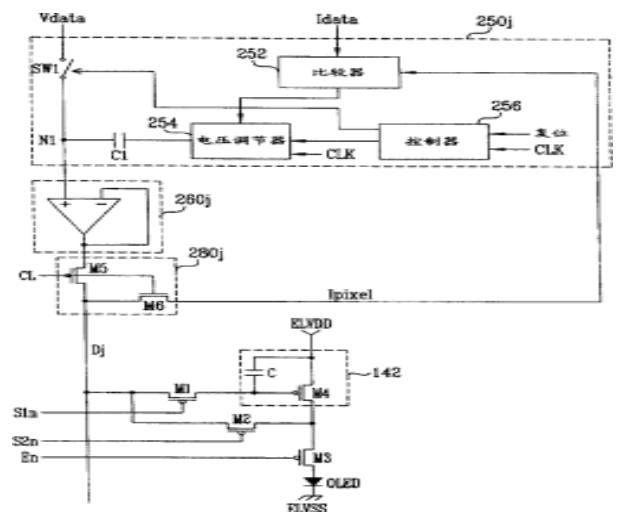 Vdata
Idata
250j
252
比较器
SW1
254
256
N1
C1
电压调节器
控制器
复位
CLK
CLK
260j
+ -
280j
CL
M5
M6
Ipixel
ELVDD
Dj
C
142
M1
M4
S1n
M2
S2n
En
M3
OLED
ELVSS